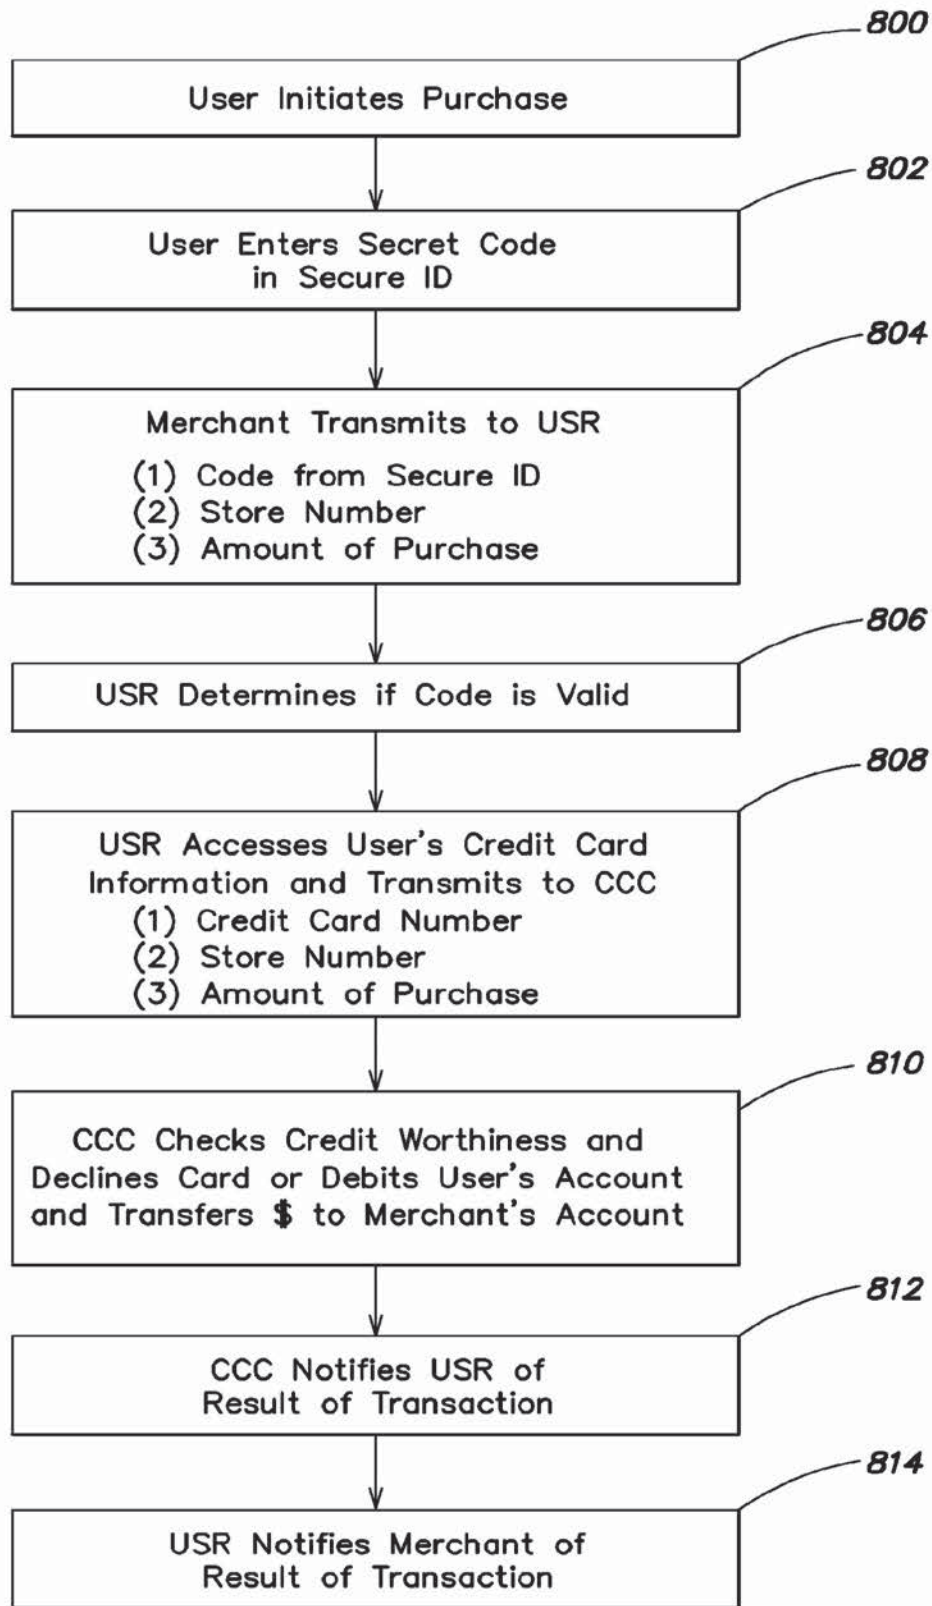 800
User Initiates Purchase
802
User Enters Secret Code
in Secure ID
804
Merchant Transmits to USR
(1) Code from Secure ID
(2) Store Number
(3) Amount of Purchase
806
USR Determines if Code is Valid
808
USR Accesses User's Credit Card
Information and Transmits to CCC
(1) Credit Card Number
(2) Store Number
(3) Amount of Purchase
810
CCC Checks Credit Worthiness and
Declines Card or Debits User's Account
and Transfers $ to Merchant's Account
812
CCC Notifies USR of
Result of Transaction
814
USR Notifies Merchant of
Result of Transaction